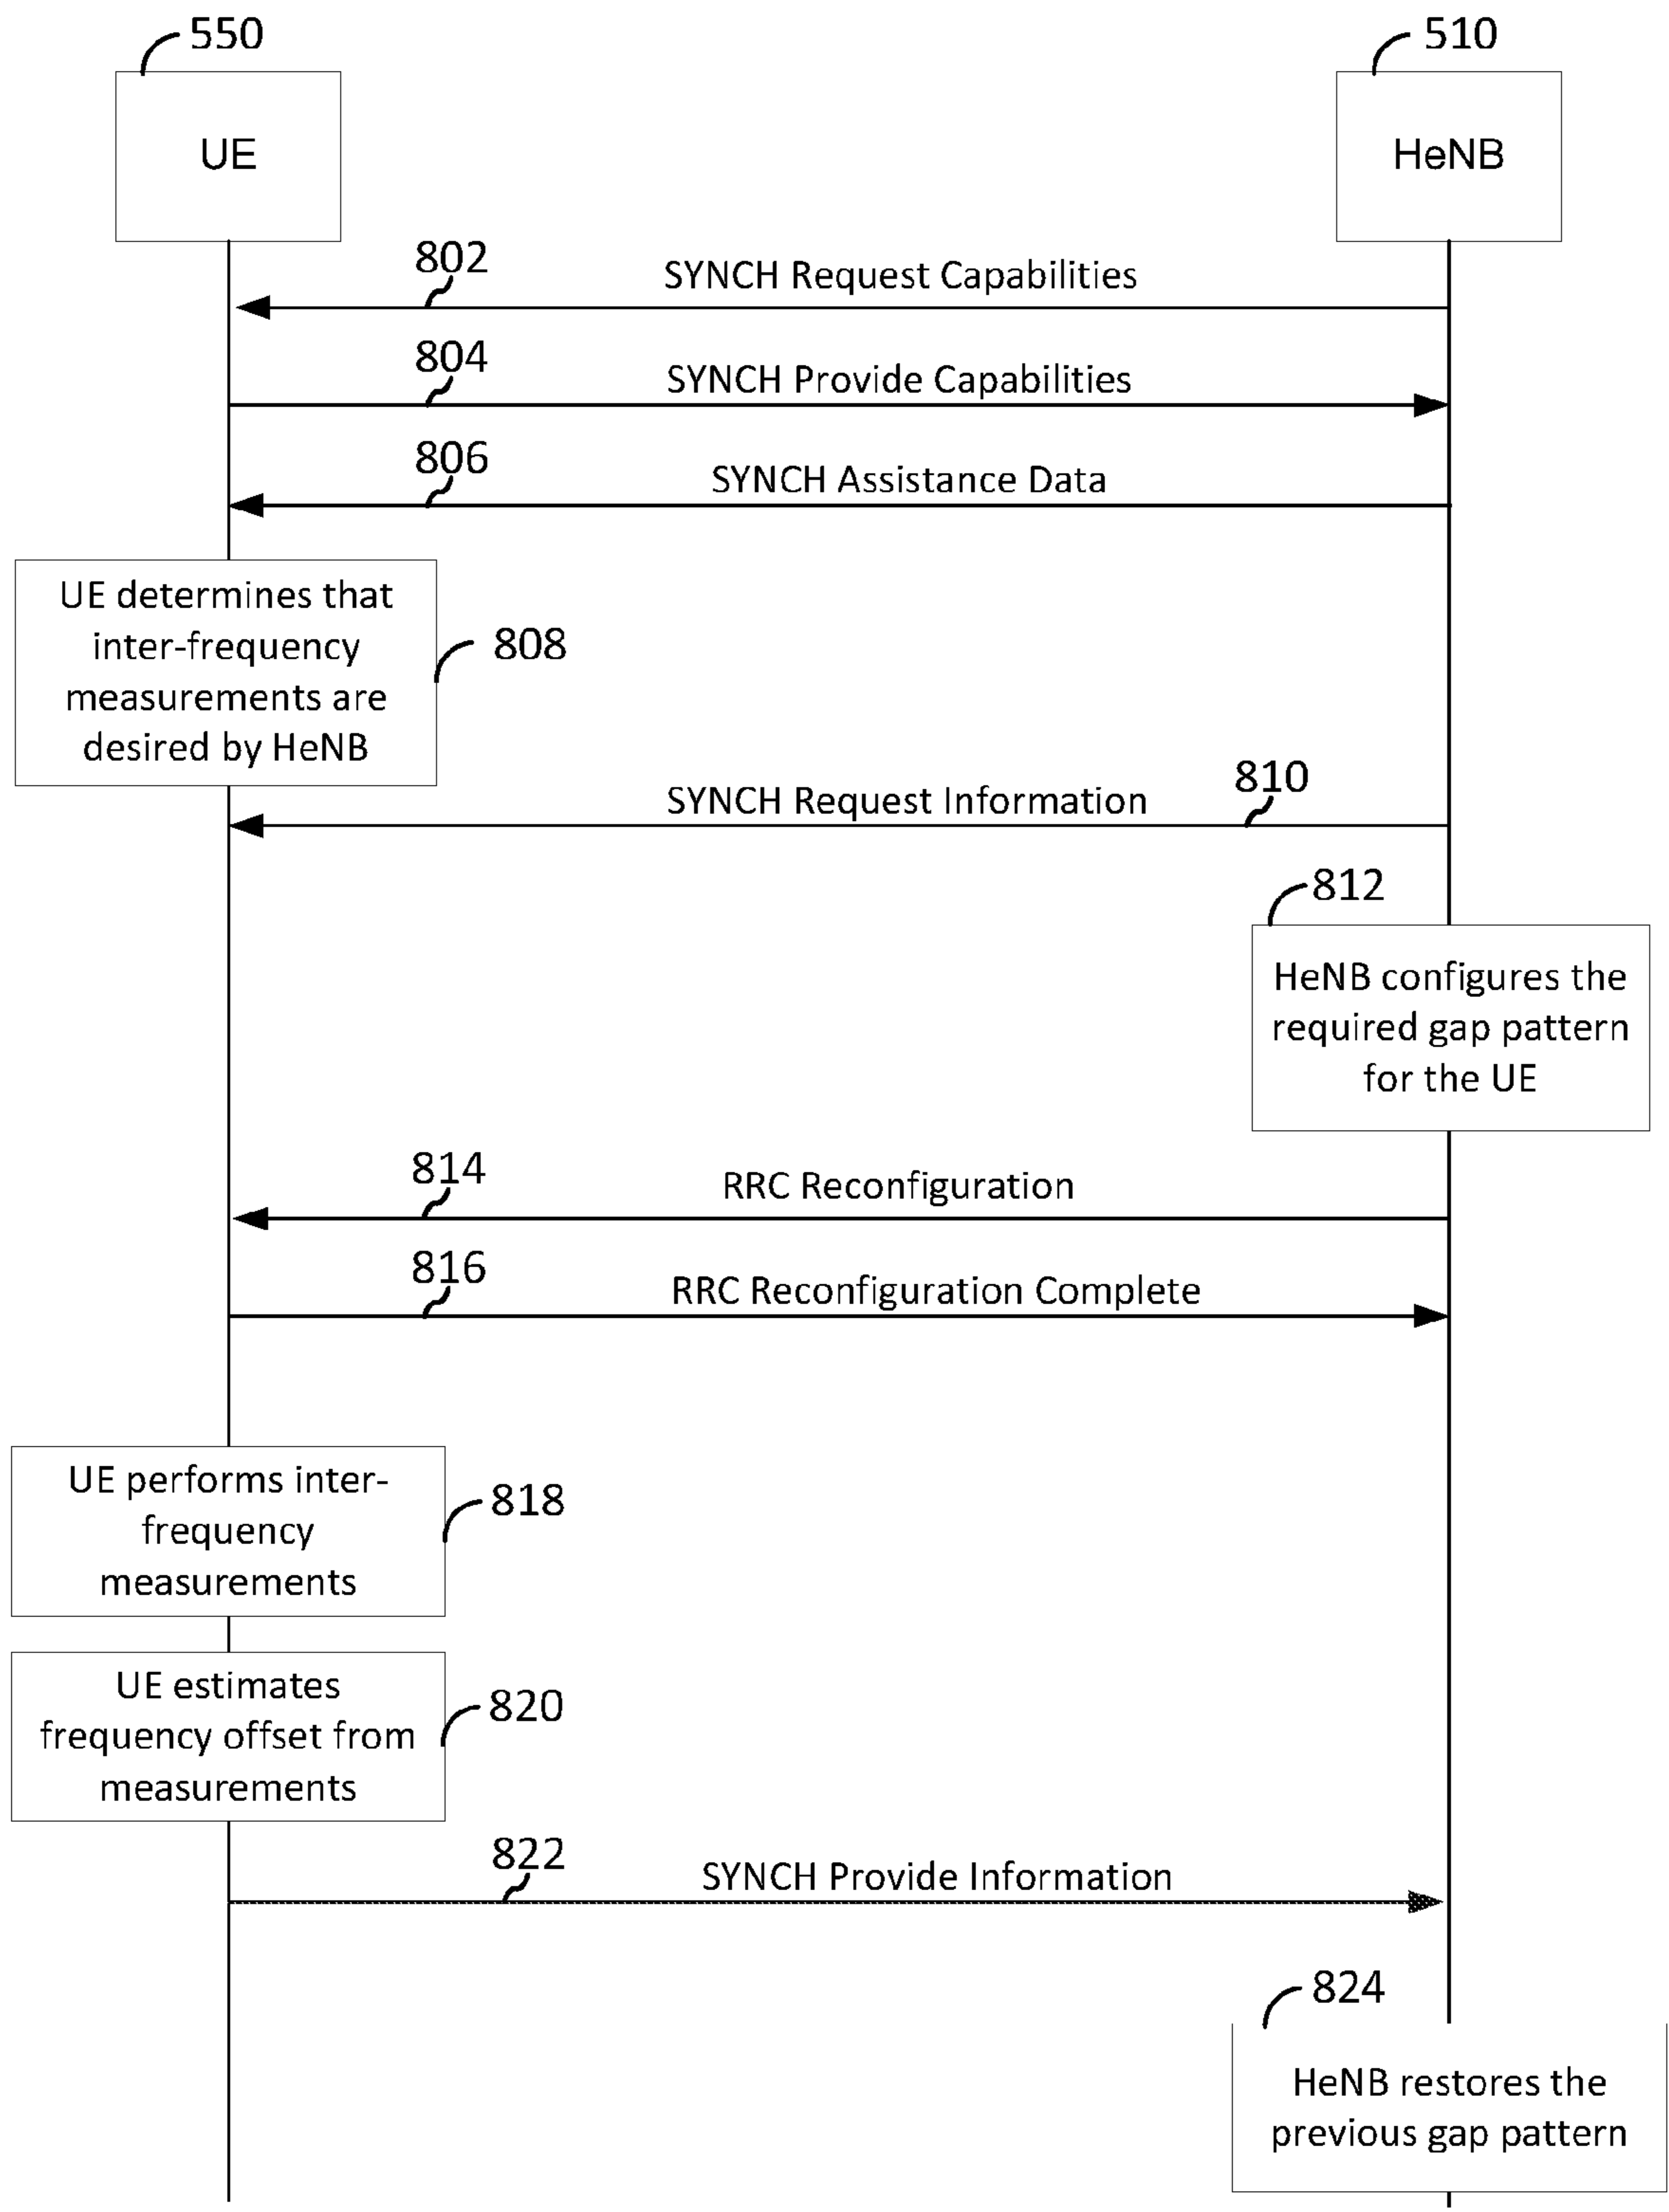 550
510
UE
HeNB
802
SYNCH Request Capabilities
804
SYNCH Provide Capabilities
806
SYNCH Assistance Data
UE determines that
inter-frequency
measurements are
desired by HeNB
808
810
SYNCH Request Information
812
HeNB configures the
required gap pattern
for the UE
814
RRC Reconfiguration
816
RRC Reconfiguration Complete
UE performs inter-
frequency
measurements
818
UE estimates
frequency offset from
measurements
820
822
SYNCH Provide Information
824
HeNB restores the
previous gap pattern